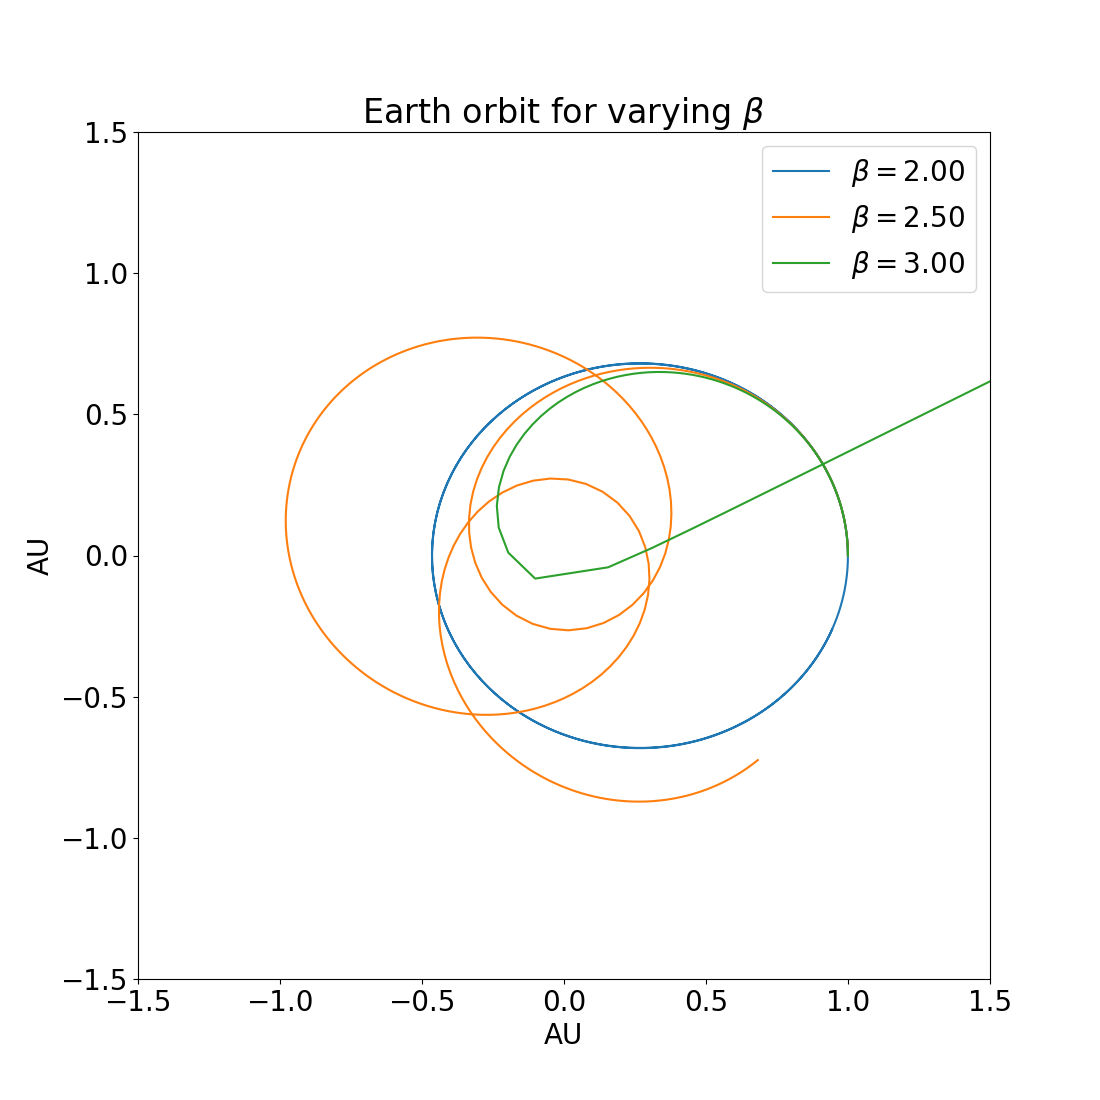 Earth orbit for varying β
β = 2.00
β = 2.50
β = 3.00
1.5
1.0
0.5
0.0
−0.5
−1.0
−1.5
AU
−1.5 −1.0 −0.5 0.0 0.5 1.0 1.5
AU